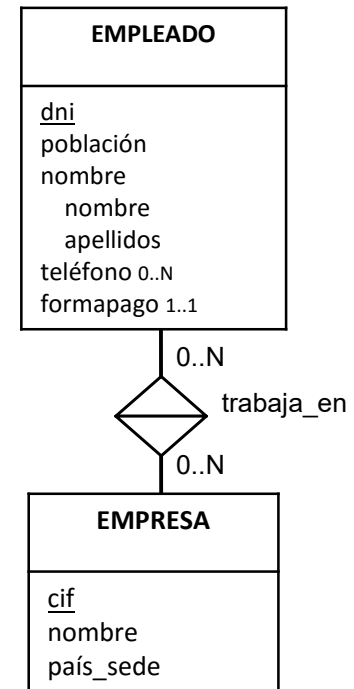 EMPLEADO
dni
población
nombre
nombre
apellidos
teléfono 0..N
formapago 1..1
0..N
trabaja_en
0..N
EMPRESA
cif
nombre
país_sede